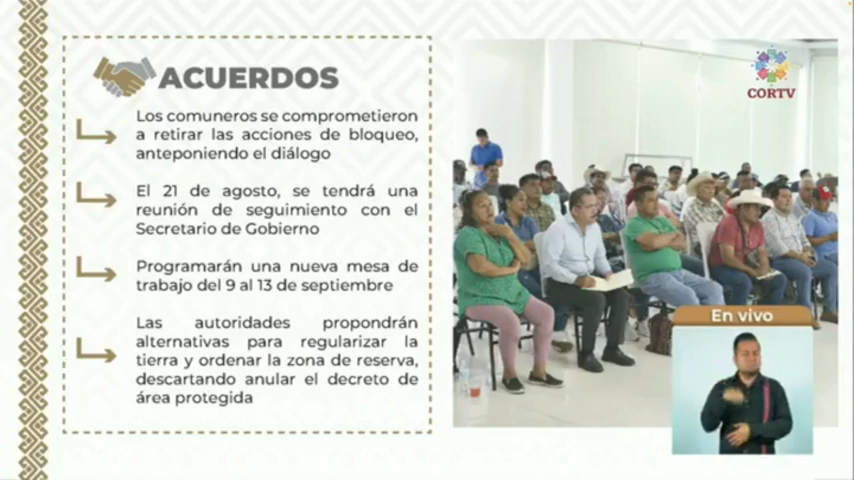 ACUERDOS
Los comuneros se comprometieron
a retirar las acciones de bloqueo,
anteponiendo el diálogo
El 21 de agosto, se tendrá una
reunión de seguimiento con el
Secretario de Gobierno
Programarán una nueva mesa de
trabajo del 9 al 13 de septiembre
Las autoridades propondrán
alternativas para regularizar la
tierra y ordenar la zona de reserva,
descartando anular el decreto de
área protegida
CORTV
En vivo